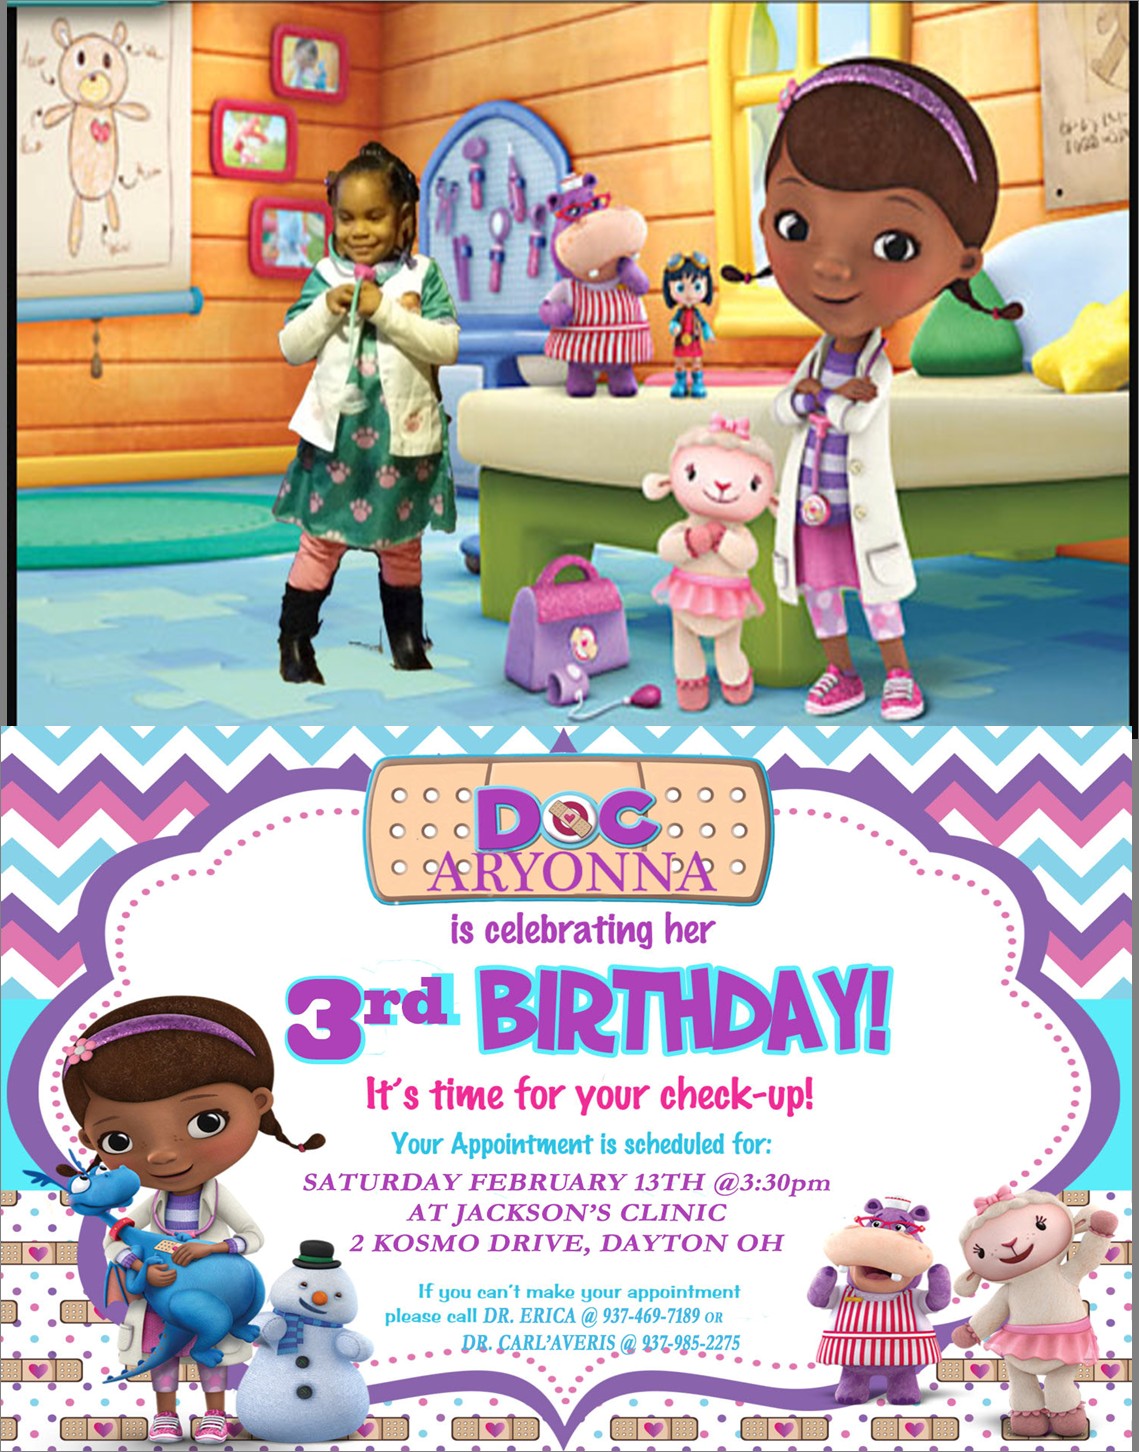 DOC
ARYONNA
is celebrating her
3rd BIRTHDAY!
It's time for your check-up!
Your Appointment is scheduled for:
SATURDAY FEBRUARY 13TH @3:30pm
AT JACKSON'S CLINIC
2 KOSMO DRIVE, DAYTON OH
If you can't make your appointment
please call DR. ERICA @ 937-469-7189 OR
DR. CARL'AVERIS @ 937-985-2275